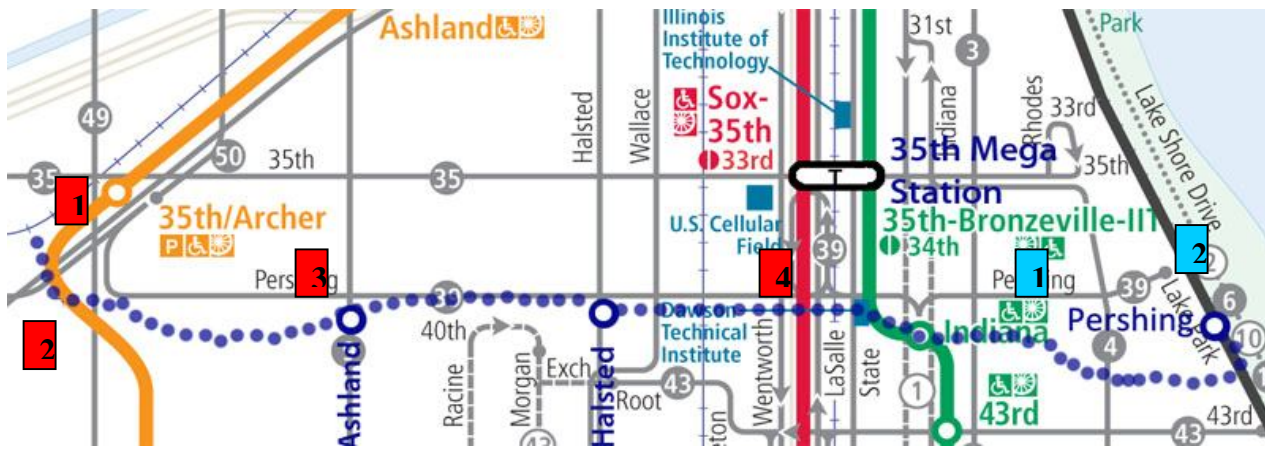 Park
Ashland
Illinois
Institute of
Technology
31st
3
49
50
Halsted
Wallace
Sox-
35th
33rd
Indiana
Rhodes
33rd
Lake Shore Drive
35th
35
35
35th Mega
Station
T
35th
1
35th/Archer
P
U.S. Cellular
Field
39
35th-Bronzeville-IIT
34th
2
Pershing
3
4
1
Pershing
39
2
39
Lake Park
6
Pershing
10
40th
Dawson
Technical
Institute
Indiana
4
Racine
Morgan
Exch
Root
43
Ashland
Halsted
Wentworth
LaSalle
State
1
43rd
43
43rd